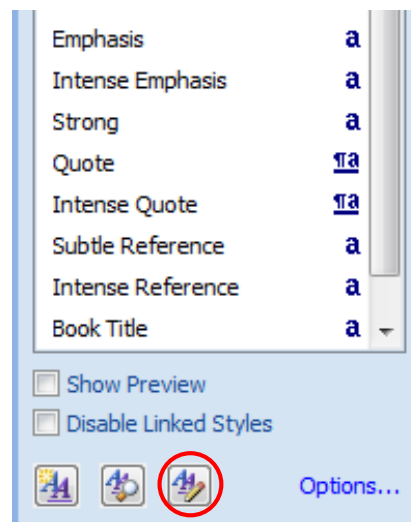 Emphasis a
Intense Emphasis a
Strong a
Quote ¶a
Intense Quote ¶a
Subtle Reference a
Intense Reference a
Book Title a
Show Preview
Disable Linked Styles
Options...